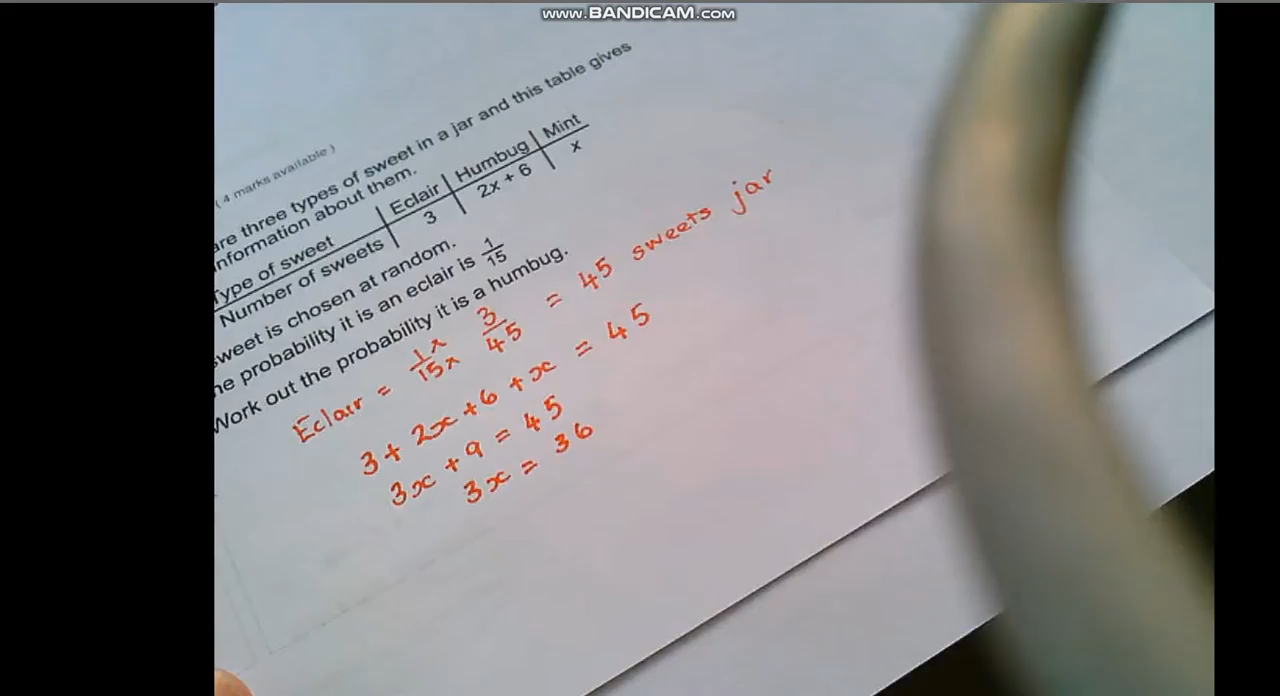 www.BANDICAM.com
( 4 marks available )
are three types of sweet in a jar and this table gives
information about them.
Type of sweet | Eclair | Humbug | Mint
Number of sweets | 3 | 2x + 6 | x
sweet is chosen at random.
he probability it is an eclair is 1/15
Work out the probability it is a humbug.
Eclair = 1×/15× 3/45 = 45 sweets jar
3 + 2x + 6 + x = 45
3x + 9 = 45
3x = 36